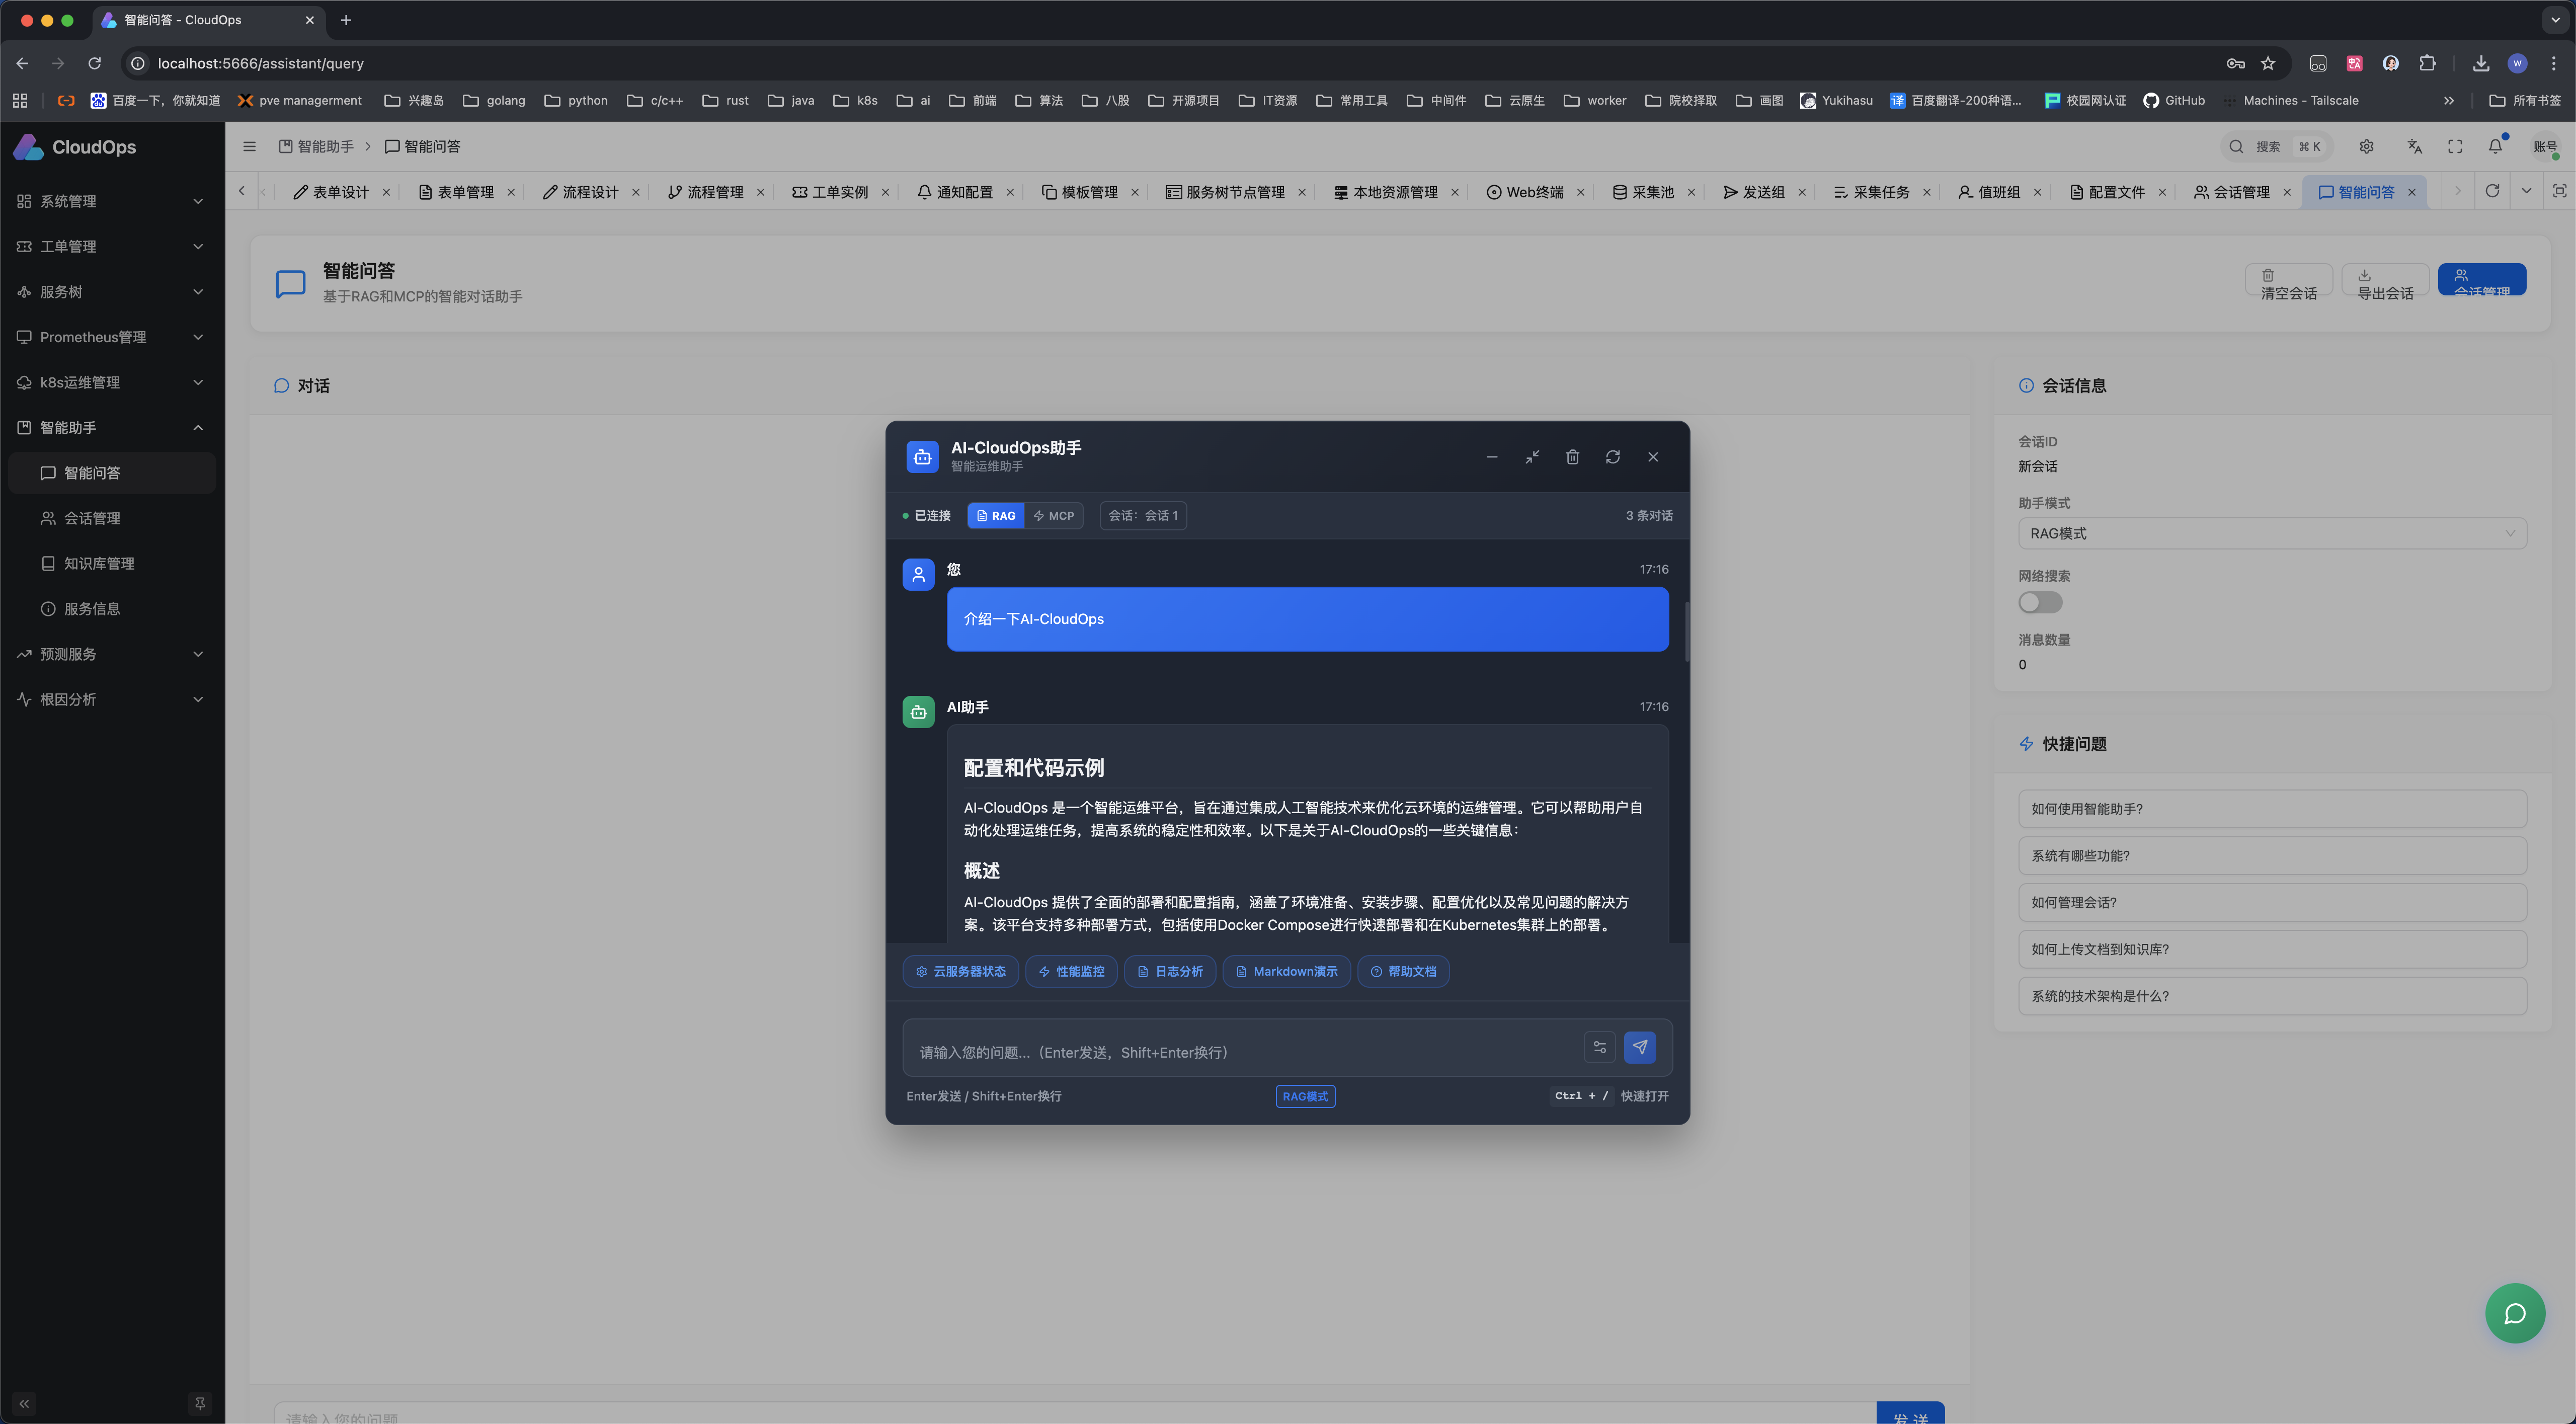 智能问答 - CloudOps
localhost:5666/assistant/query
W
百度一下，你就知道
pve managerment
兴趣岛
golang
python
c/c++
rust
java
k8s
ai
前端
算法
八股
开源项目
IT资源
常用工具
中间件
云原生
worker
院校择取
画图
Yukihasu
译 百度翻译-200种语...
校园网认证
GitHub
Machines - Tailscale
所有书签
CloudOps
智能助手 > 智能问答
搜索 ⌘ K
账号
表单设计
表单管理
流程设计
流程管理
工单实例
通知配置
模板管理
服务树节点管理
本地资源管理
Web终端
采集池
发送组
采集任务
值班组
配置文件
会话管理
智能问答
系统管理
工单管理
服务树
Prometheus管理
k8s运维管理
智能助手
智能问答
会话管理
知识库管理
服务信息
预测服务
根因分析
智能问答
基于RAG和MCP的智能对话助手
清空会话
导出会话
会话管理
对话
AI-CloudOps助手
智能运维助手
已连接
RAG
MCP
会话：会话 1
3 条对话
您
17:16
介绍一下AI-CloudOps
AI助手
17:16
配置和代码示例
AI-CloudOps 是一个智能运维平台，旨在通过集成人工智能技术来优化云环境的运维管理。它可以帮助用户自
动化处理运维任务，提高系统的稳定性和效率。以下是关于AI-CloudOps的一些关键信息：
概述
AI-CloudOps 提供了全面的部署和配置指南，涵盖了环境准备、安装步骤、配置优化以及常见问题的解决方
案。该平台支持多种部署方式，包括使用Docker Compose进行快速部署和在Kubernetes集群上的部署。
云服务器状态
性能监控
日志分析
Markdown演示
帮助文档
请输入您的问题...（Enter发送，Shift+Enter换行）
Enter发送 / Shift+Enter换行
RAG模式
Ctrl + / 快速打开
会话信息
会话ID
新会话
助手模式
RAG模式
网络搜索
消息数量
0
快捷问题
如何使用智能助手?
系统有哪些功能?
如何管理会话?
如何上传文档到知识库?
系统的技术架构是什么?
请输入您的问题
发 送